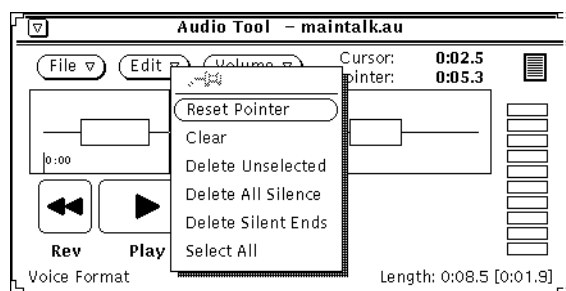 Audio Tool – maintalk.au
File Edit Volume Cursor: 0:02.5
Pointer: 0:05.3
Reset Pointer
Clear
Delete Unselected
Delete All Silence
Delete Silent Ends
Select All
0:00
Rev Play
Voice Format Length: 0:08.5 [0:01.9]